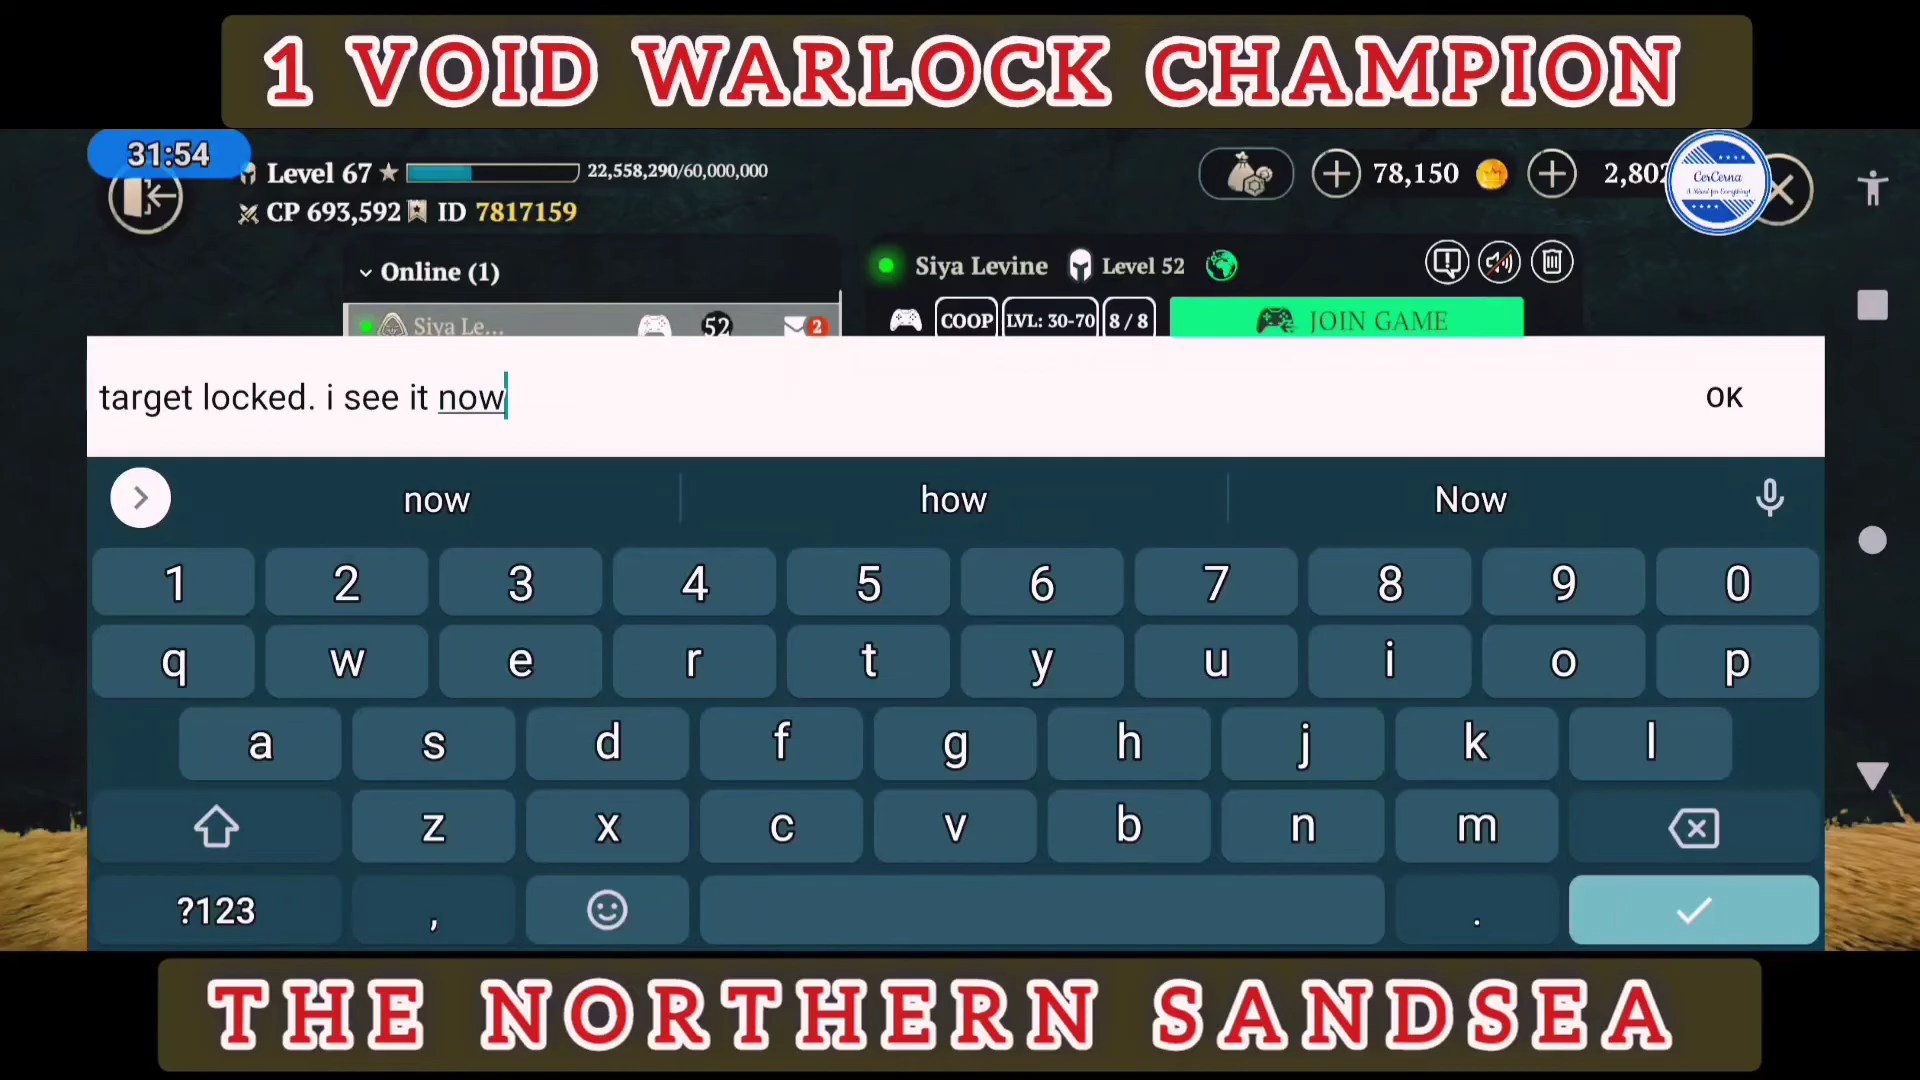 1 VOID WARLOCK CHAMPION
31:54
Level 67 22,558,290/60,000,000
CP 693,592 ID 7817159
78,150 2,802
CerCerna
Online (1)
Siya Levine Level 52
Siya Le... 52 2
COOP LVL: 30-70 8 / 8 JOIN GAME
target locked. i see it now
OK
now how Now
1 2 3 4 5 6 7 8 9 0
q w e r t y u i o p
a s d f g h j k l
z x c v b n m
?123 , .
THE NORTHERN SANDSEA